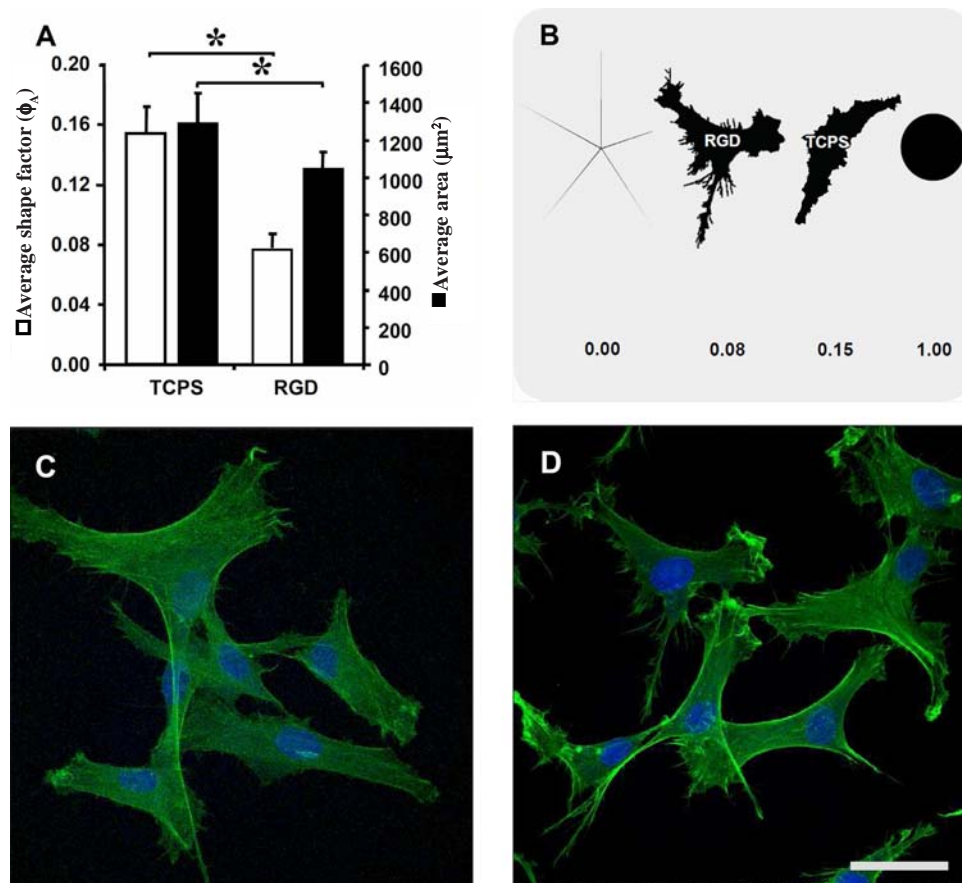 A
*
*
0.20
0.16
0.12
0.08
0.04
0.00
Average shape factor (ϕA)
1600
1400
1200
1000
800
600
400
200
0
Average area (μm²)
TCPS RGD
B
RGD TCPS
0.00 0.08 0.15 1.00
C
D